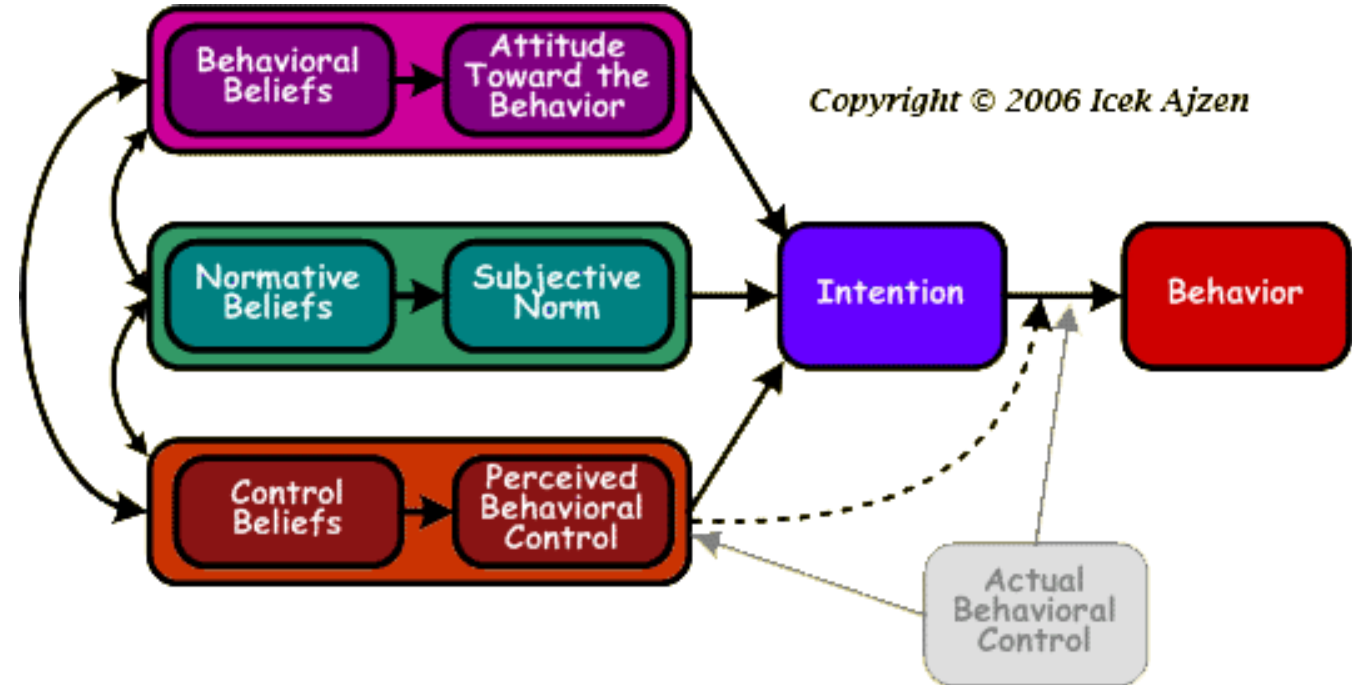 Behavioral
Beliefs
Attitude
Toward the
Behavior
Copyright © 2006 Icek Ajzen
Normative
Beliefs
Subjective
Norm
Intention
Behavior
Control
Beliefs
Perceived
Behavioral
Control
Actual
Behavioral
Control